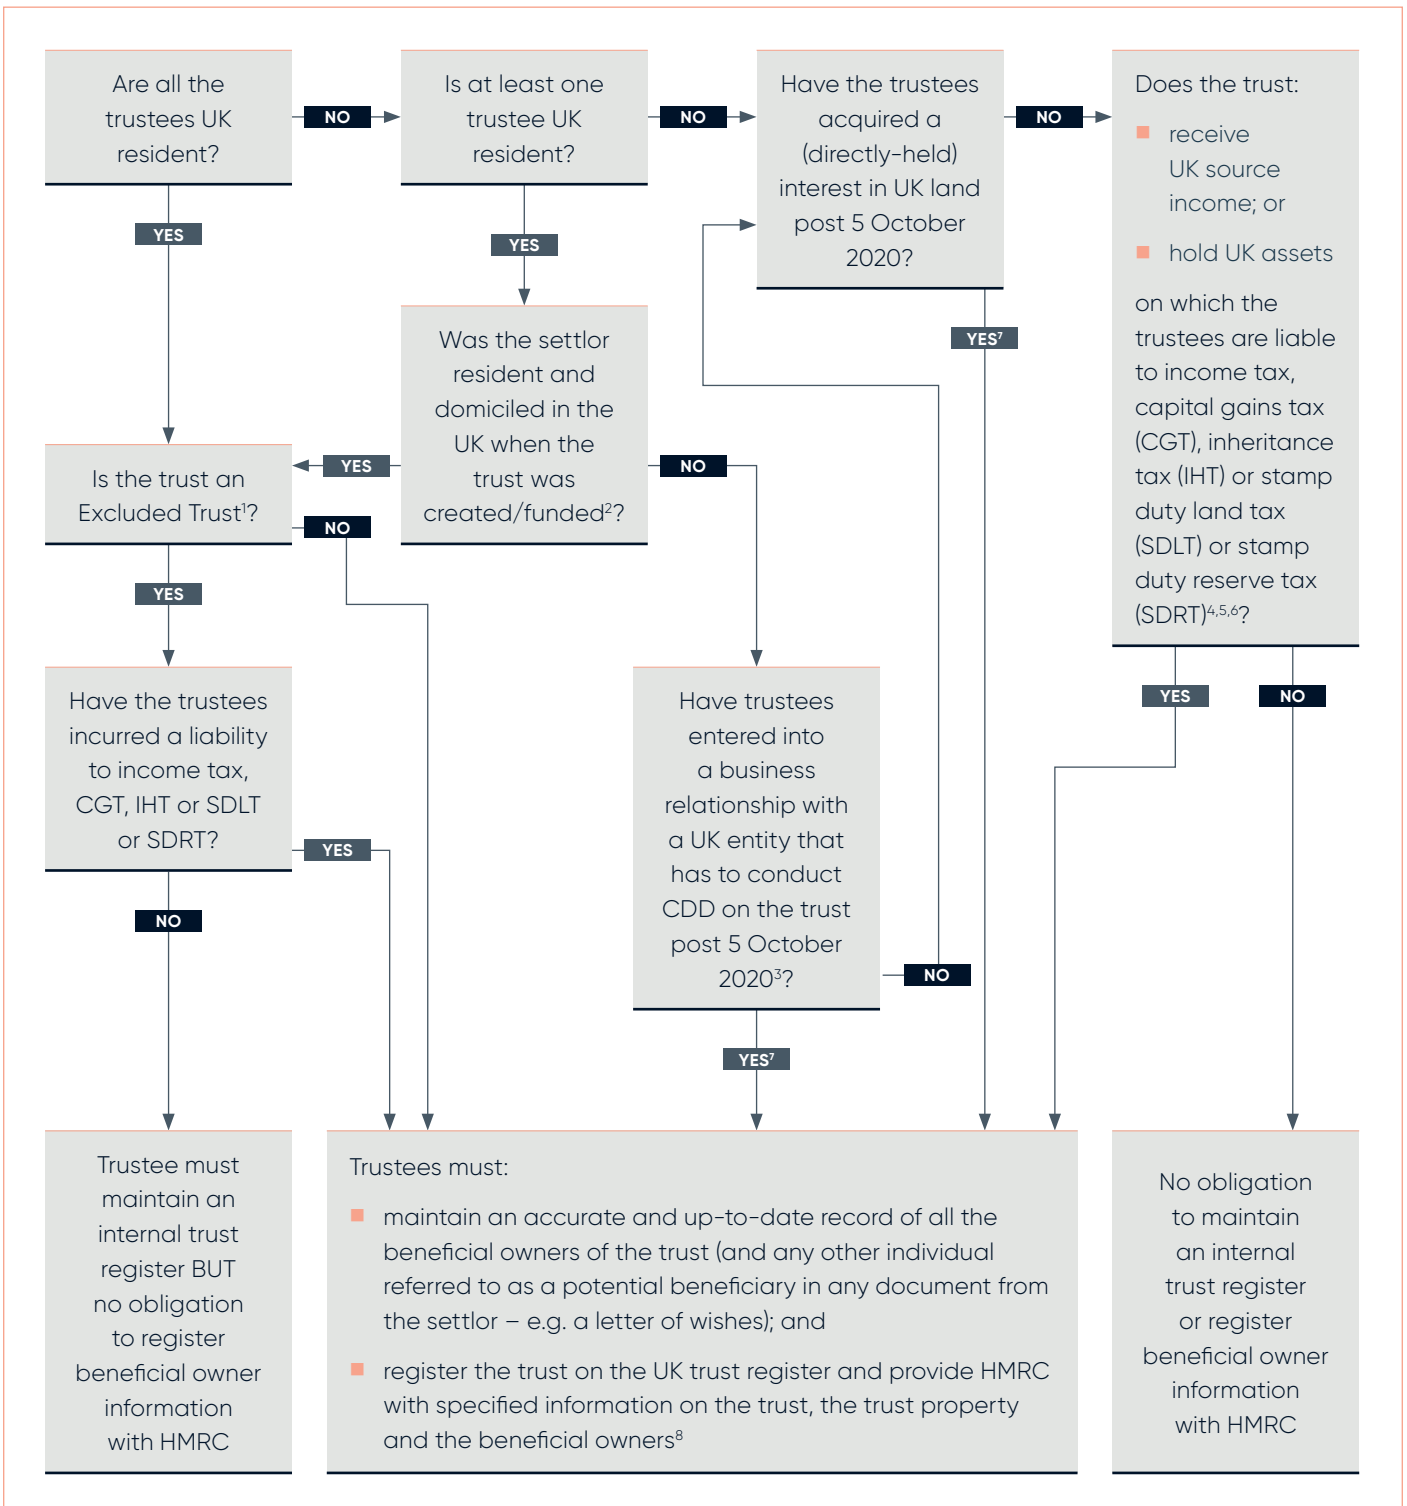 Are all the
trustees UK
resident?
NO
Is at least one
trustee UK
resident?
NO
Have the trustees
acquired a
(directly-held)
interest in UK land
post 5 October
2020?
NO
Does the trust:
receive
UK source
income; or
hold UK assets
on which the
trustees are liable
to income tax,
capital gains tax
(CGT), inheritance
tax (IHT) or stamp
duty land tax
(SDLT) or stamp
duty reserve tax
(SDRT)4,5,6?
YES
YES
YES7
Was the settlor
resident and
domiciled in the
UK when the
trust was
created/funded2?
YES
NO
Is the trust an
Excluded Trust1?
NO
YES
Have the trustees
incurred a liability
to income tax,
CGT, IHT or SDLT
or SDRT?
YES
NO
Have trustees
entered into
a business
relationship with
a UK entity that
has to conduct
CDD on the trust
post 5 October
20203?
NO
YES7
YES
NO
Trustee must
maintain an
internal trust
register BUT
no obligation
to register
beneficial owner
information
with HMRC
Trustees must:
maintain an accurate and up-to-date record of all the
beneficial owners of the trust (and any other individual
referred to as a potential beneficiary in any document from
the settlor – e.g. a letter of wishes); and
register the trust on the UK trust register and provide HMRC
with specified information on the trust, the trust property
and the beneficial owners8
No obligation
to maintain
an internal
trust register
or register
beneficial owner
information
with HMRC